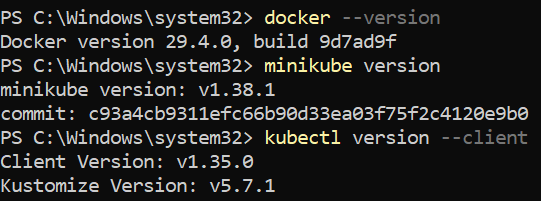 PS C:\Windows\system32> docker --version
Docker version 29.4.0, build 9d7ad9f
PS C:\Windows\system32> minikube version
minikube version: v1.38.1
commit: c93a4cb9311efc66b90d33ea03f75f2c4120e9b0
PS C:\Windows\system32> kubectl version --client
Client Version: v1.35.0
Kustomize Version: v5.7.1